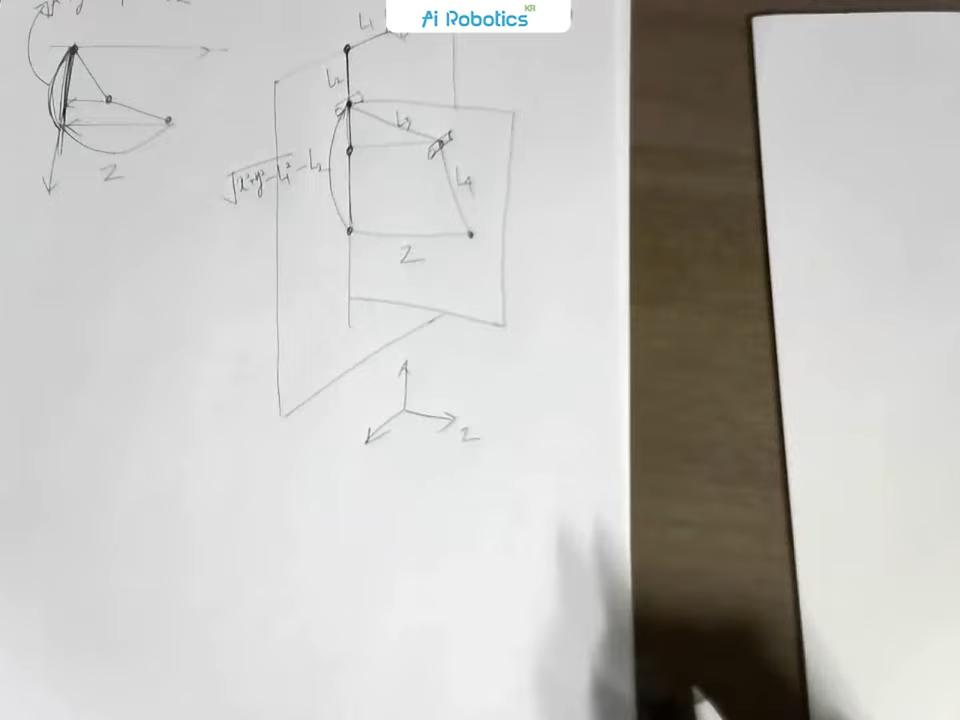 Ai Robotics KR
L₁
L₂
L₃
√x²+y²-L₁² - L₂
L₄
Z
Z
Z